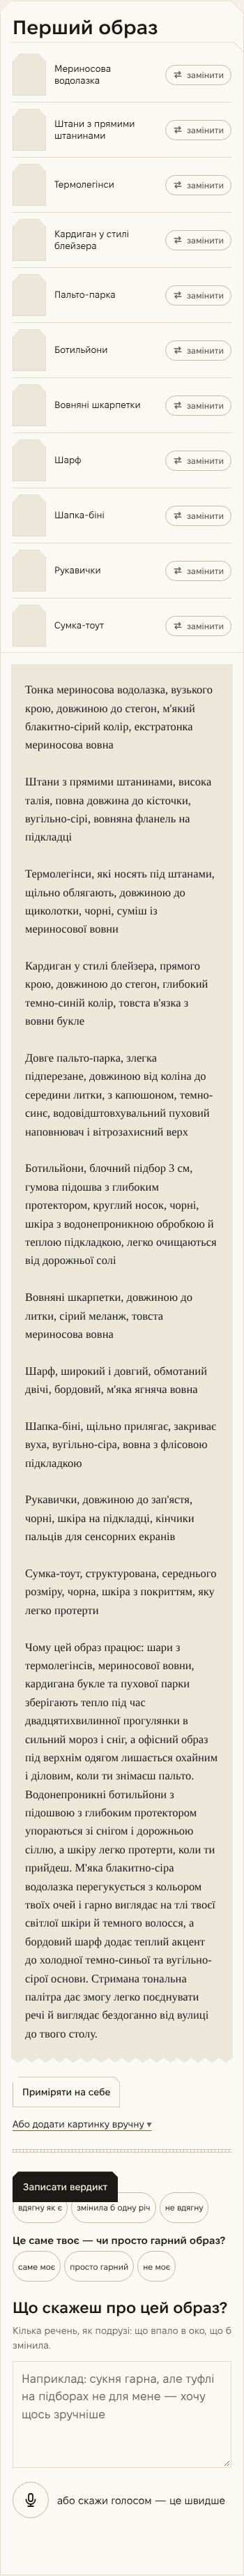 Перший образ
Мериносова
водолазка
замінити
Штани з прямими
штанинами
замінити
Термолегінси
замінити
Кардиган у стилі
блейзера
замінити
Пальто-парка
замінити
Ботильйони
замінити
Вовняні шкарпетки
замінити
Шарф
замінити
Шапка-біні
замінити
Рукавички
замінити
Сумка-тоут
замінити
Тонка мериносова водолазка, вузького
крою, довжиною до стегон, м'який
блакитно-сірий колір, екстратонка
мериносова вовна
Штани з прямими штанинами, висока
талія, повна довжина до кісточки,
вугільно-сірі, вовняна фланель на
підкладці
Термолегінси, які носять під штанами,
щільно облягають, довжиною до
щиколотки, чорні, суміш із
мериносової вовни
Кардиган у стилі блейзера, прямого
крою, довжиною до стегон, глибокий
темно-синій колір, товста в'язка з
вовни букле
Довге пальто-парка, злегка
підперезане, довжиною від коліна до
середини литки, з капюшоном, темно-
синє, водовідштовхувальний пуховий
наповнювач і вітрозахисний верх
Ботильйони, блочний підбор 3 см,
гумова підошва з глибоким
протектором, круглий носок, чорні,
шкіра з водонепроникною обробкою й
теплою підкладкою, легко очищаються
від дорожньої солі
Вовняні шкарпетки, довжиною до
литки, сірий меланж, товста
мериносова вовна
Шарф, широкий і довгий, обмотаний
двічі, бордовий, м'яка ягняча вовна
Шапка-біні, щільно прилягає, закриває
вуха, вугільно-сіра, вовна з флісовою
підкладкою
Рукавички, довжиною до зап'ястя,
чорні, шкіра на підкладці, кінчики
пальців для сенсорних екранів
Сумка-тоут, структурована, середнього
розміру, чорна, шкіра з покриттям, яку
легко протерти
Чому цей образ працює: шари з
термолегінсів, мериносової вовни,
кардигана букле та пухової парки
зберігають тепло під час
двадцятихвилинної прогулянки в
сильний мороз і сніг, а офісний образ
під верхнім одягом лишається охайним
і діловим, коли ти знімаєш пальто.
Водонепроникні ботильйони з
підошвою з глибоким протектором
упораються зі снігом і дорожньою
сіллю, а шкіру легко протерти, коли ти
прийдеш. М'яка блакитно-сіра
водолазка перегукується з кольором
твоїх очей і гарно виглядає на тлі твоєї
світлої шкіри й темного волосся, а
бордовий шарф додає теплий акцент
до холодної темно-синьої та вугільно-
сірої основи. Стримана тональна
палітра дає змогу легко поєднувати
речі й виглядає бездоганно від вулиці
до твого столу.
Приміряти на себе
Або додати картинку вручну ▾
Записати вердикт
вдягну як є
змінила б одну річ
не вдягну
Це саме твоє — чи просто гарний образ?
саме моє
просто гарний
не моє
Що скажеш про цей образ?
Кілька речень, як подрузі: що впало в око, що б
змінила.
Наприклад: сукня гарна, але туфлі
на підборах не для мене — хочу
щось зручніше
або скажи голосом — це швидше